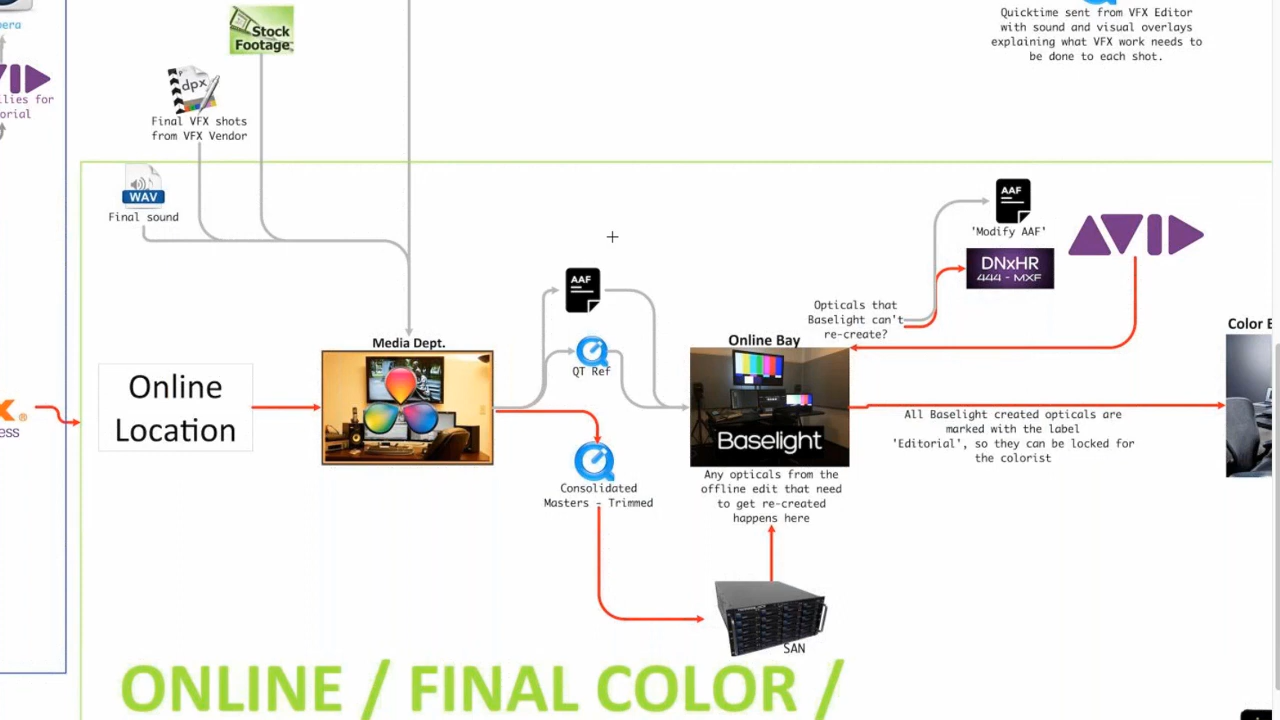 era
Stock
Footage
Quicktime sent from VFX Editor
with sound and visual overlays
explaining what VFX work needs to
be done to each shot.
dpx
Final VFX shots
from VFX Vendor
WAV
Final sound
AAF
'Modify AAF'
AVID
DNxHR
444 - MXF
AAF
QT Ref
Opticals that
Baselight can't
re-create?
Media Dept.
Online Bay
Baselight
Color
Online
Location
All Baselight created opticals are
marked with the label
'Editorial', so they can be locked for
the colorist
Consolidated
Masters - Trimmed
Any opticals from the
offline edit that need
to get re-created
happens here
SAN
ONLINE / FINAL COLOR /